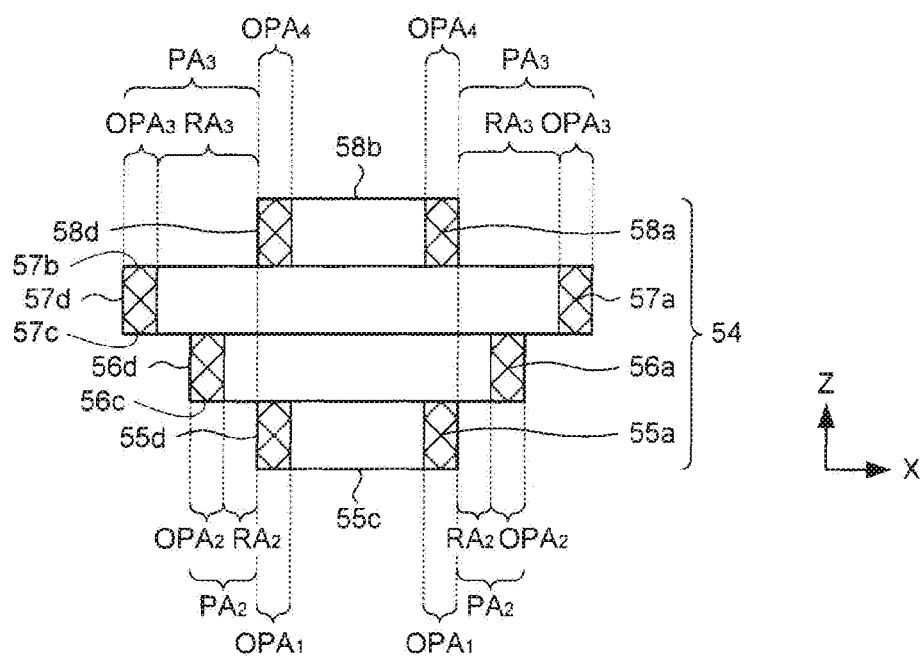 OPA4 OPA4
PA3 PA3
OPA3 RA3 RA3 OPA3
58b
58d 58a
57b
57d 57a
57c 54
56d 56a
56c
55d 55a
Z
X
55c
OPA2 RA2 RA2 OPA2
PA2 PA2
OPA1 OPA1